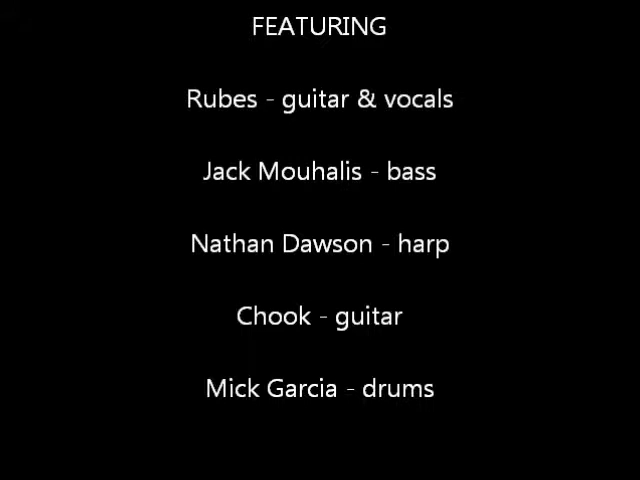 FEATURING
Rubes - guitar & vocals
Jack Mouhalis - bass
Nathan Dawson - harp
Chook - guitar
Mick Garcia - drums